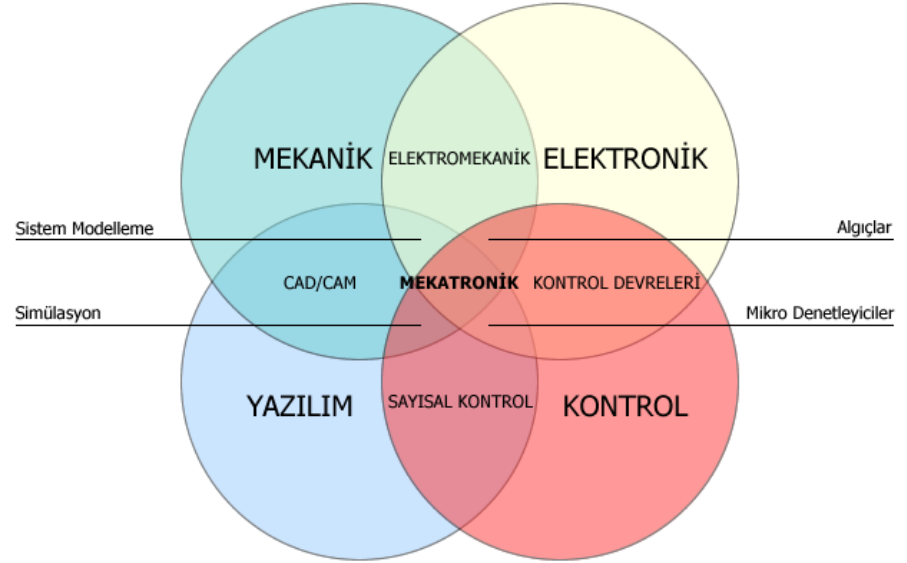 MEKANİK
ELEKTROMEKANİK
ELEKTRONİK
Sistem Modelleme
Algıçlar
CAD/CAM
MEKATRONİK
KONTROL DEVRELERİ
Simülasyon
Mikro Denetleyiciler
YAZILIM
SAYISAL KONTROL
KONTROL